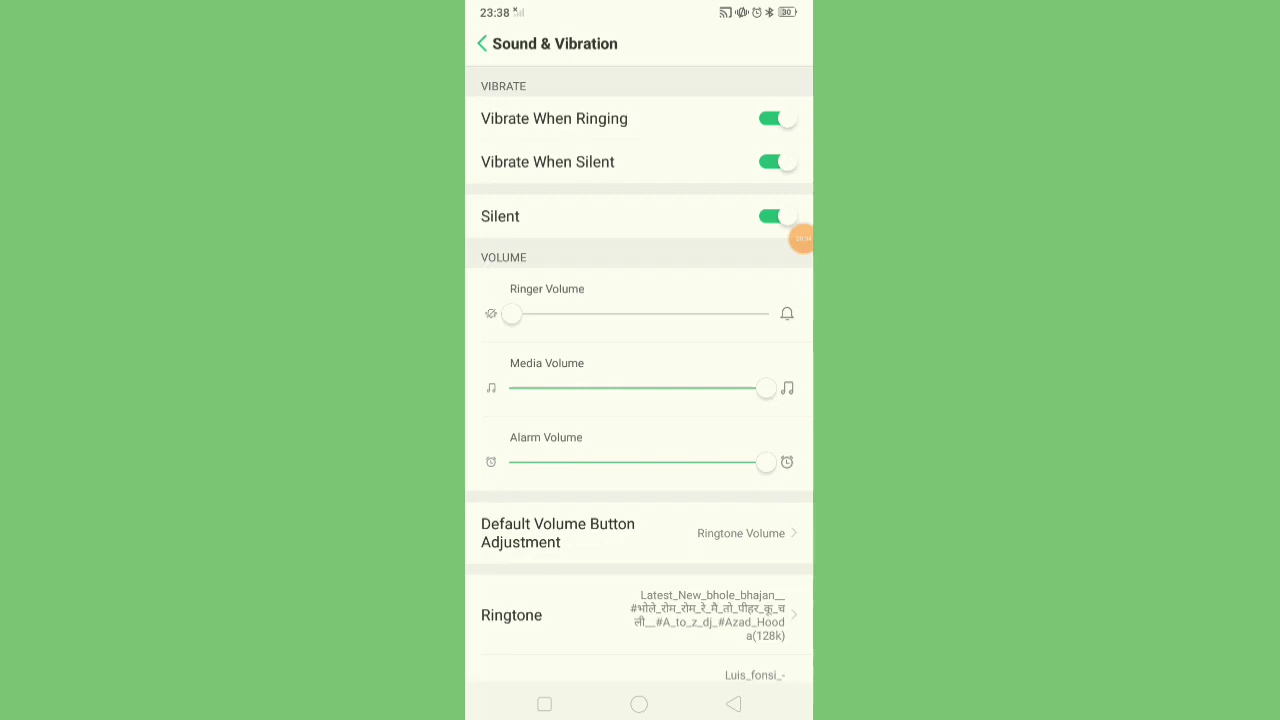 23:38
30
Sound & Vibration
VIBRATE
Vibrate When Ringing
Vibrate When Silent
Silent
VOLUME
Ringer Volume
Media Volume
Alarm Volume
Default Volume Button
Adjustment
Ringtone Volume
Ringtone
Latest_New_bhole_bhajan__
#भोले_रोम_रोम_रे_मै_तो_पीहर_कू_च
ली__#A_to_z_dj_#Azad_Hood
a(128k)
Luis_fonsi_-